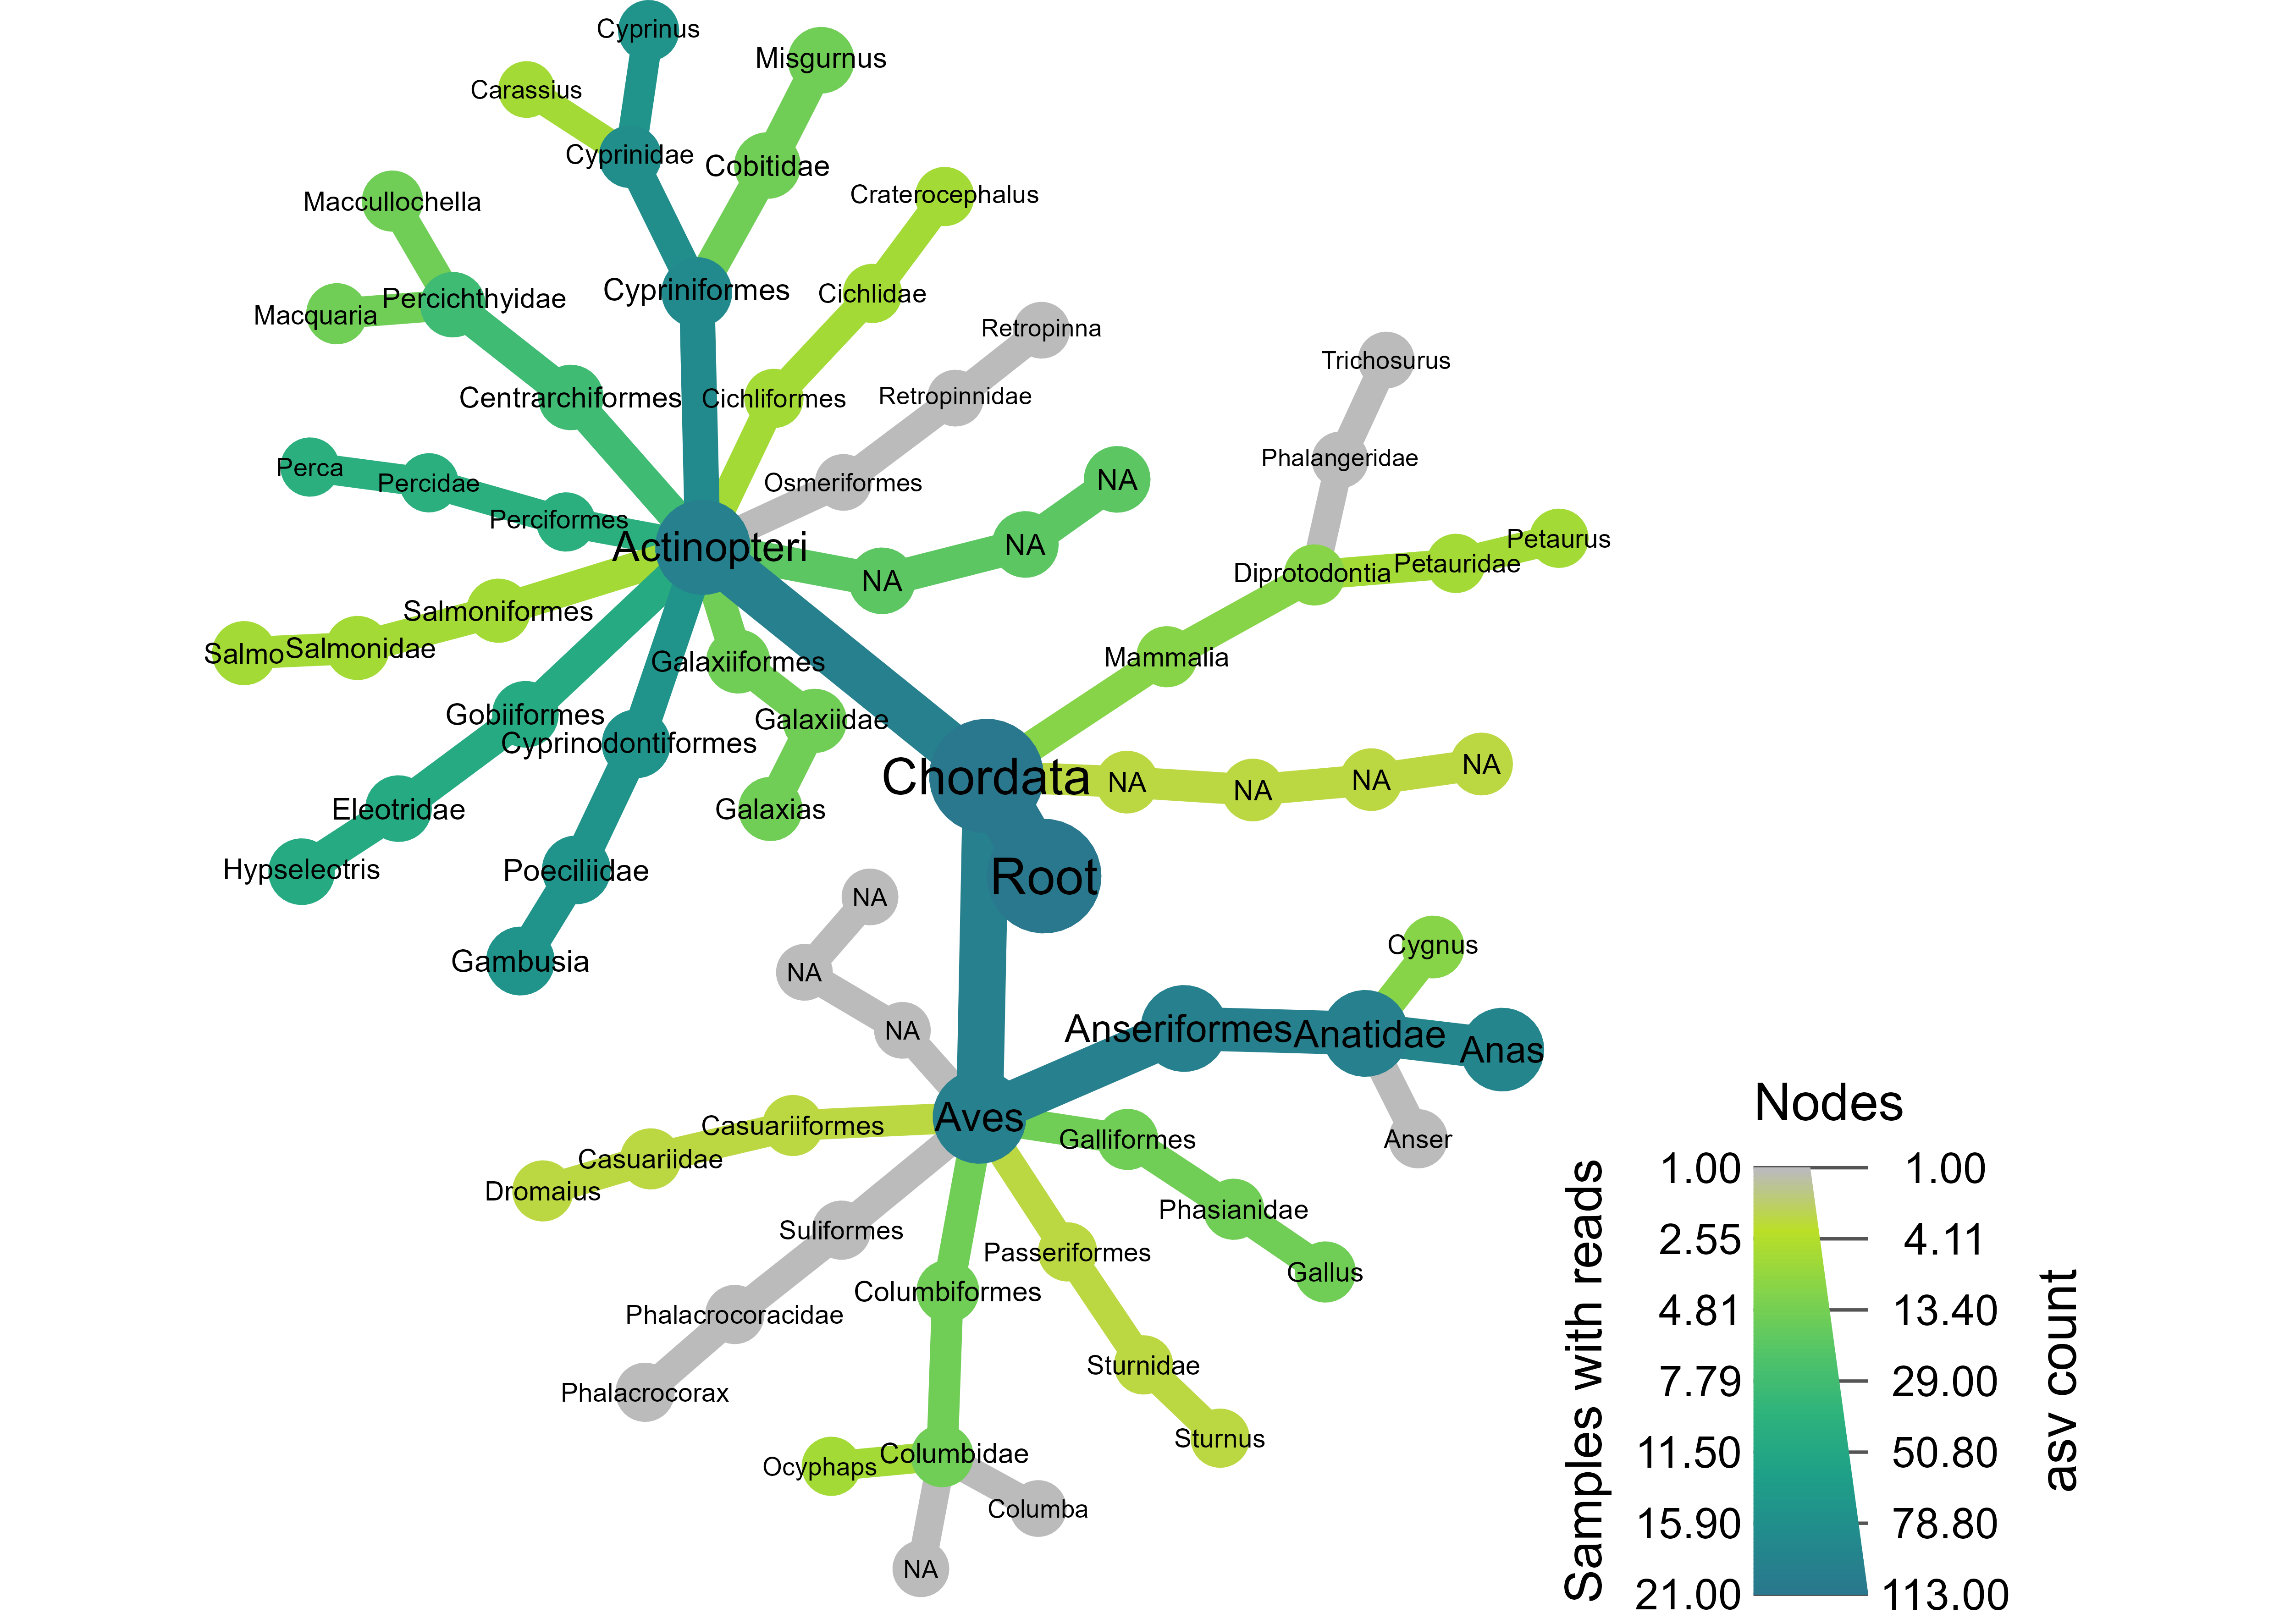 Cyprinus
Misgurnus
Carassius
Cyprinidae
Cobitidae
Craterocephalus
Maccullochella
Cypriniformes
Cichlidae
Percichthyidae
Macquaria
Retropinna
Trichosurus
Centrarchiformes
Cichliformes
Retropinnidae
Phalangeridae
Perca
Percidae
Osmeriformes
NA
Perciformes
Actinopteri
NA
NA
Petaurus
Petauridae
Diprotodontia
Salmoniformes
Salmo
Salmonidae
Galaxiiformes
Mammalia
Gobiiformes
Cyprinodontiformes
Galaxiidae
Chordata
NA
NA
NA
NA
Eleotridae
Galaxias
Hypseleotris
Poeciliidae
Root
NA
Gambusia
NA
Cygnus
NA
Anseriformes
Anatidae
Anas
Aves
Casuariiformes
Galliformes
Anser
Casuariidae
Dromaius
Phasianidae
Suliformes
Passeriformes
Gallus
Columbiformes
Phalacrocoracidae
Sturnidae
Phalacrocorax
Sturnus
Ocyphaps
Columbidae
Columba
NA
Nodes
Samples with reads
asv count
1.00 1.00
2.55 4.11
4.81 13.40
7.79 29.00
11.50 50.80
15.90 78.80
21.00 113.00